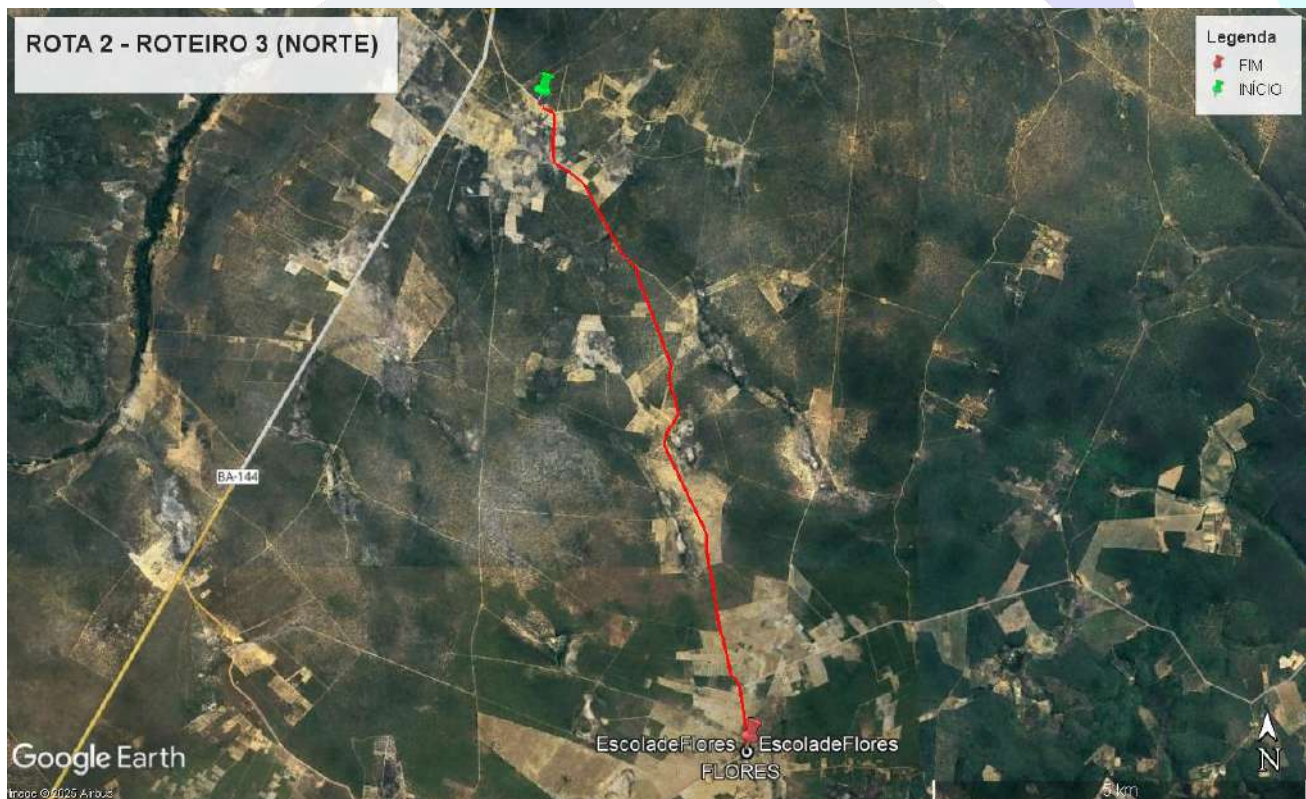 ROTA 2 - ROTEIRO 3 (NORTE)
Legenda
FIM
INÍCIO
BA-144
EscoladeFlores EscoladeFlores
FLORES
Google Earth
Image © 2025 Airbus
N
5 km